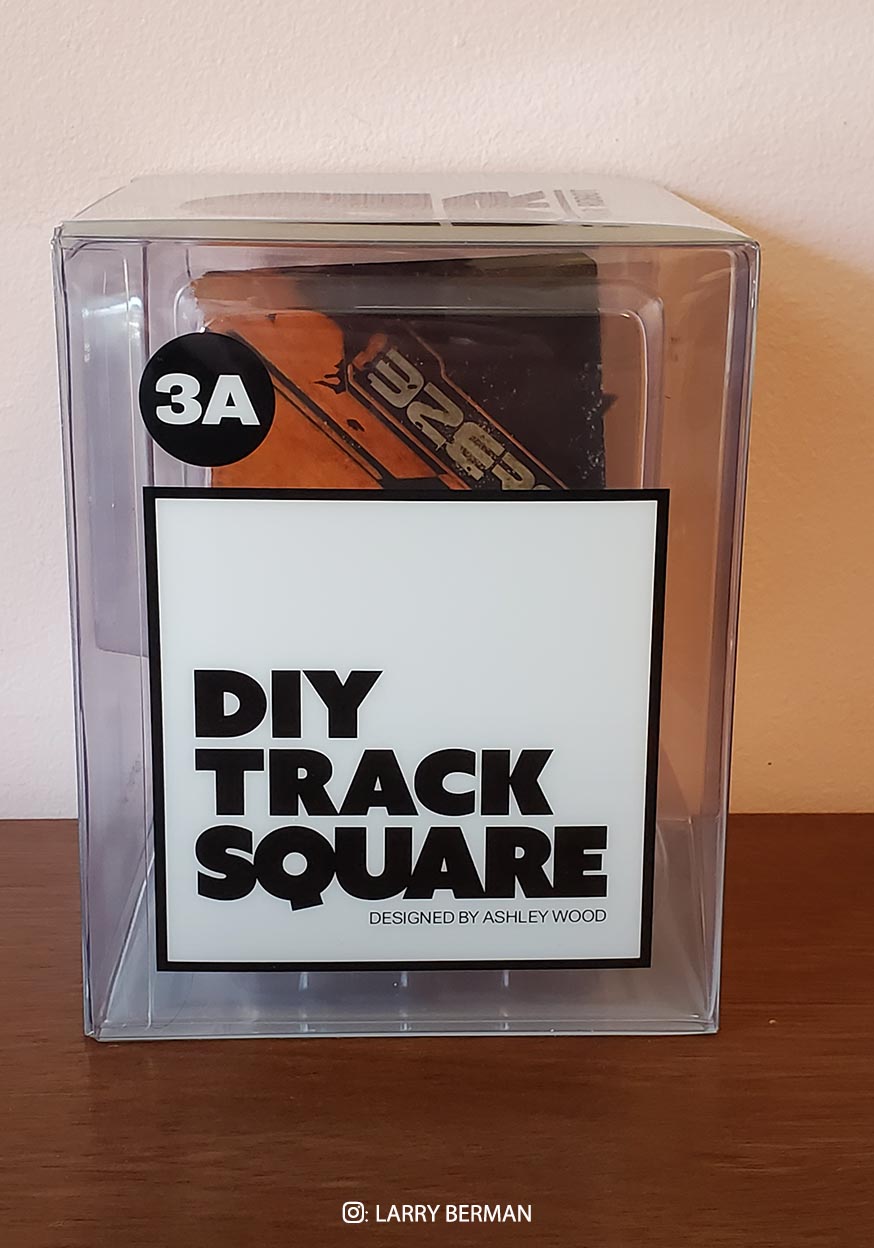 3A
DIY
TRACK
SQUARE
DESIGNED BY ASHLEY WOOD
: LARRY BERMAN